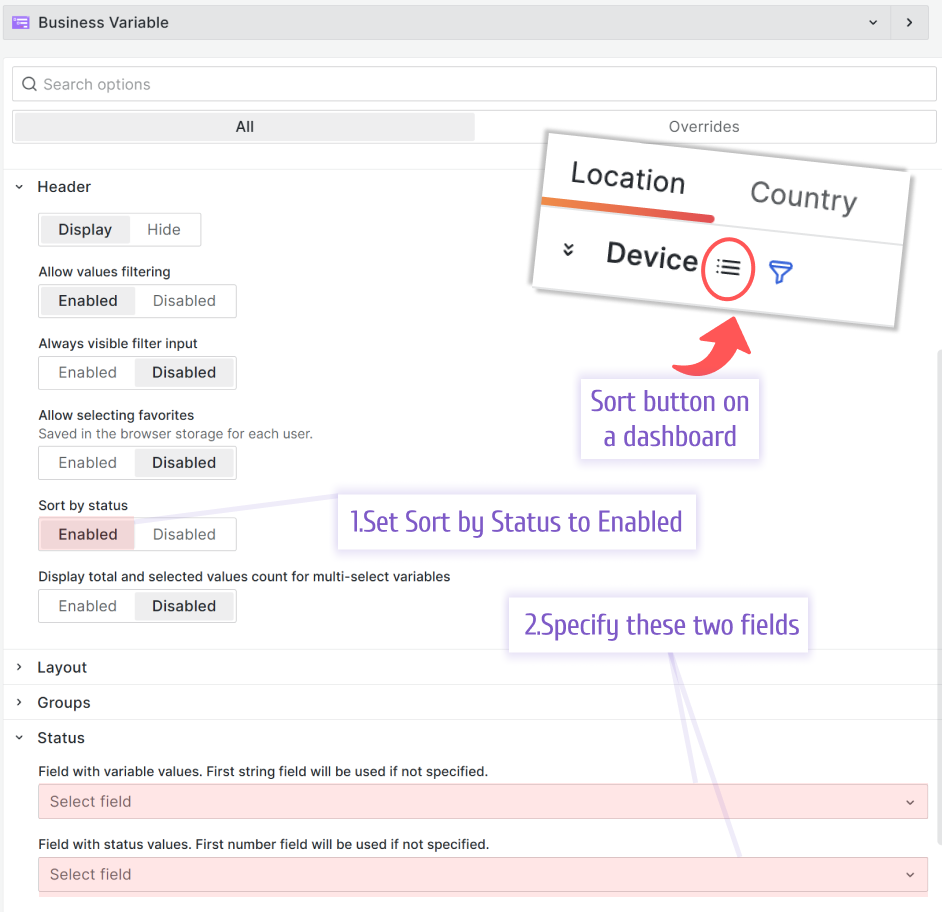 Business Variable
Search options
All Overrides
Location Country
Device
Sort button on
a dashboard
Header
Display Hide
Allow values filtering
Enabled Disabled
Always visible filter input
Enabled Disabled
Allow selecting favorites
Saved in the browser storage for each user.
Enabled Disabled
Sort by status
Enabled Disabled
1.Set Sort by Status to Enabled
Display total and selected values count for multi-select variables
Enabled Disabled
2.Specify these two fields
Layout
Groups
Status
Field with variable values. First string field will be used if not specified.
Select field
Field with status values. First number field will be used if not specified.
Select field